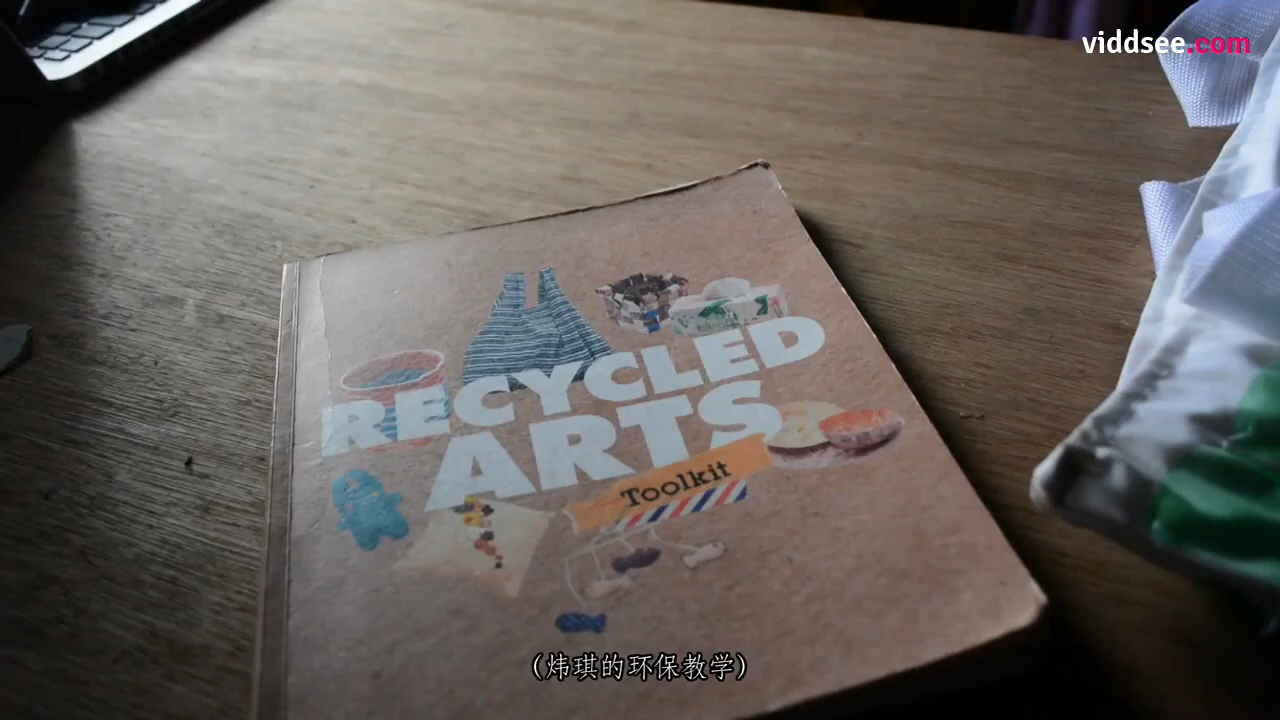 viddsee.com
RECYCLED
ARTS
Toolkit
(炜琪的环保教学)